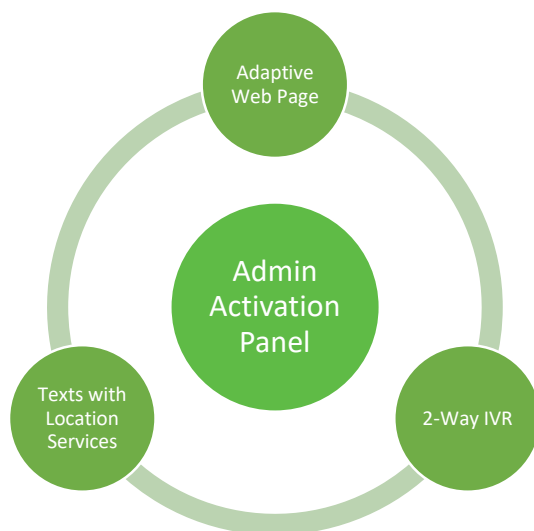 Adaptive
Web Page
Admin
Activation
Panel
Texts with
Location
Services
2-Way IVR